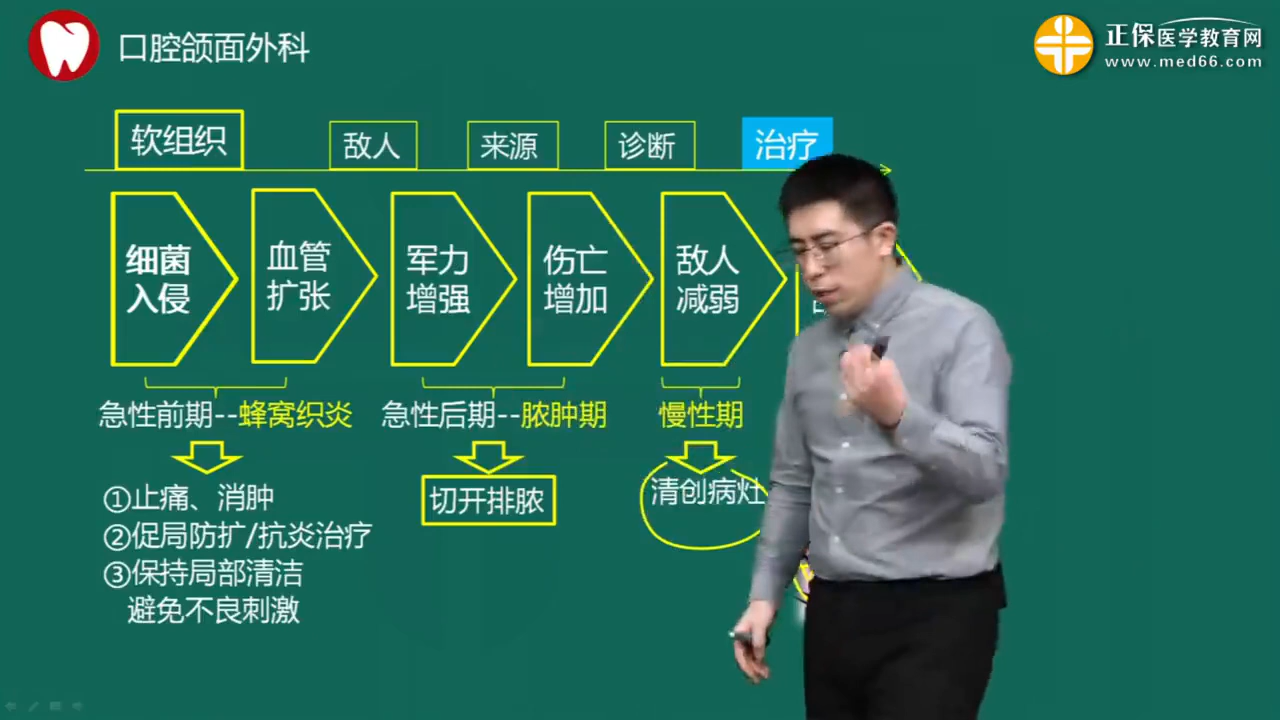 口腔颌面外科
正保医学教育网
www.med66.com
软组织
敌人
来源
诊断
治疗
细菌
入侵
血管
扩张
军力
增强
伤亡
增加
敌人
减弱
急性前期--蜂窝织炎
急性后期--脓肿期
慢性期
①止痛、消肿
②促局防扩/抗炎治疗
③保持局部清洁
避免不良刺激
切开排脓
清创病灶